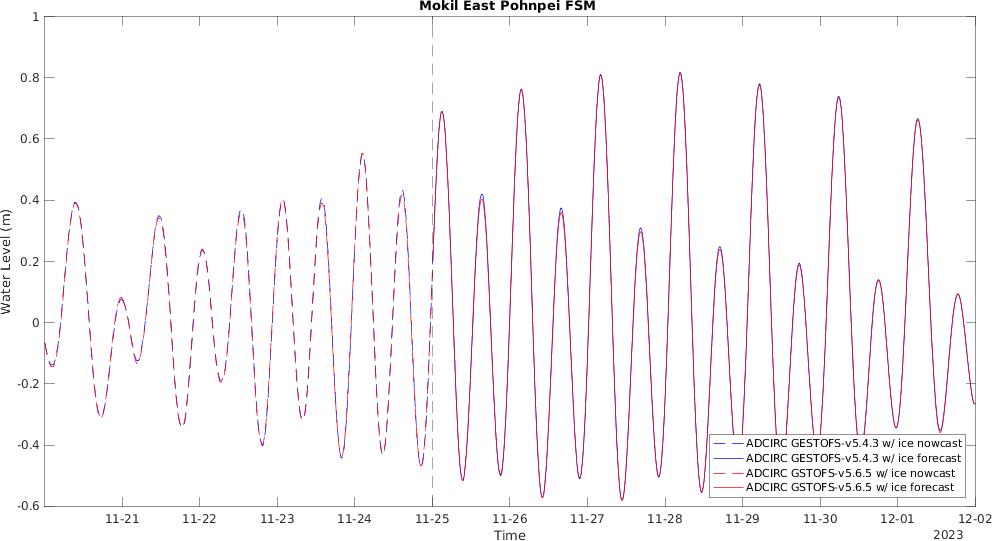 Mokil East Pohnpei FSM
1
0.8
0.6
0.4
0.2
0
-0.2
-0.4
-0.6
Water Level (m)
ADCIRC GESTOFS-v5.4.3 w/ ice nowcast
ADCIRC GESTOFS-v5.4.3 w/ ice forecast
ADCIRC GSTOFS-v5.6.5 w/ ice nowcast
ADCIRC GSTOFS-v5.6.5 w/ ice forecast
11-21 11-22 11-23 11-24 11-25 11-26 11-27 11-28 11-29 11-30 12-01 12-02
Time
2023